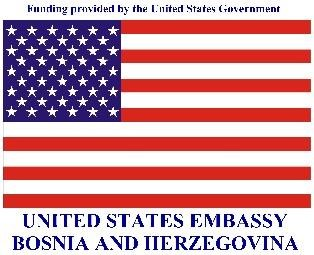 Funding provided by the United States Government
UNITED STATES EMBASSY
BOSNIA AND HERZEGOVINA